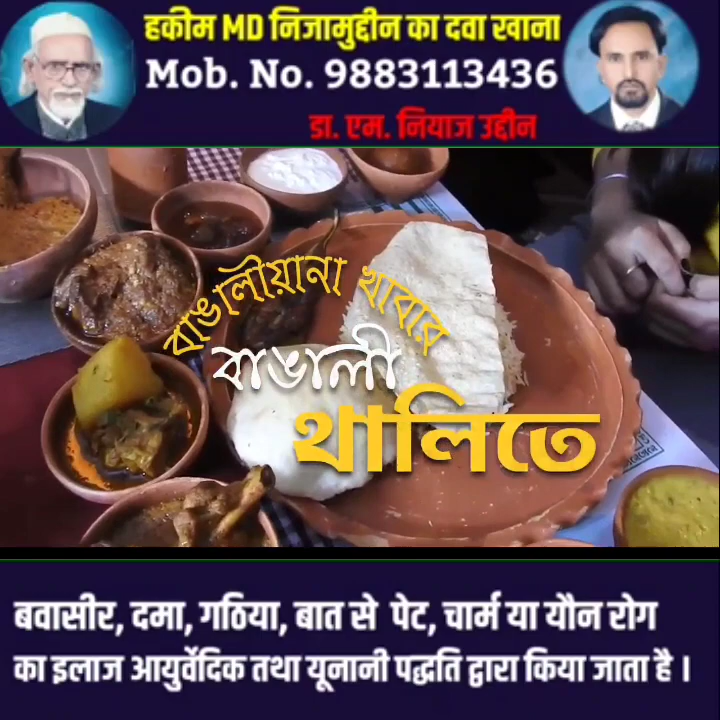 हकीम MD निजामुद्दीन का दवा खाना
Mob. No. 9883113436
डा. एम. नियाज उद्दीन
বাঙালীয়ানা খাবার
বাঙালী
থালিতে
बवासीर, दमा, गठिया, बात से पेट, चार्म या यौन रोग
का इलाज आयुर्वेदिक तथा यूनानी पद्धति द्वारा किया जाता है ।